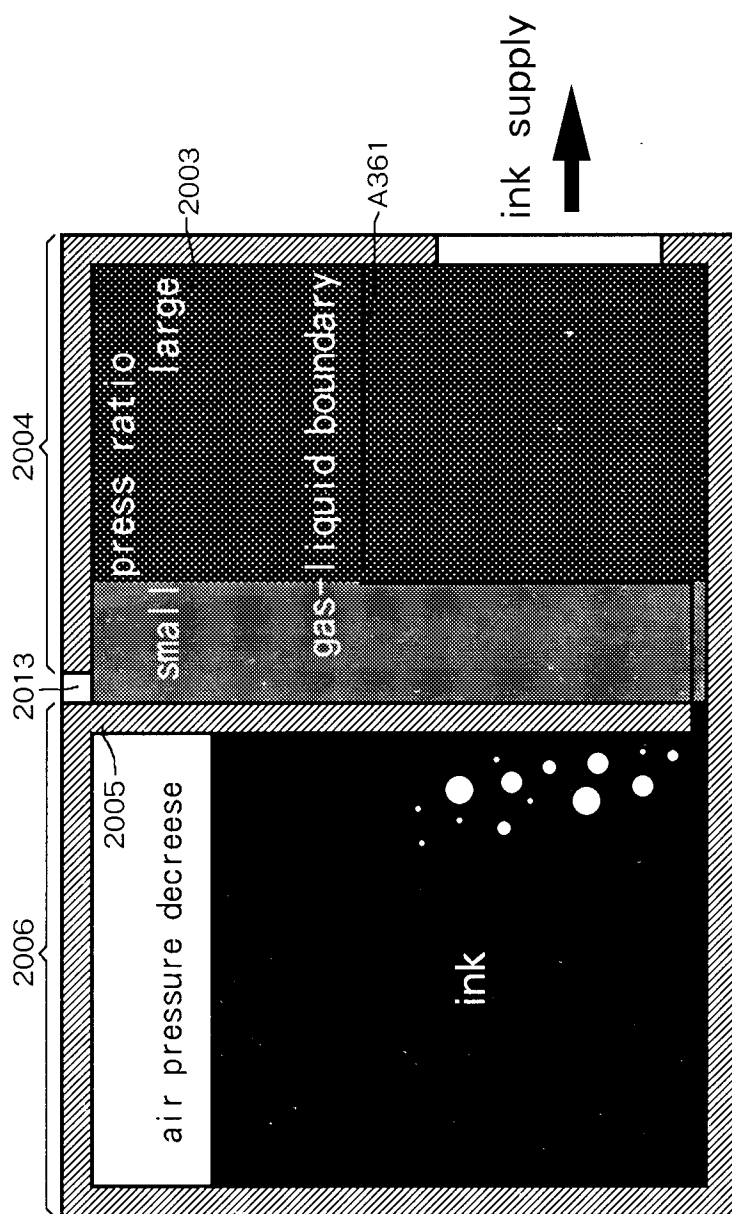 2006
2013
2004
2005
2003
air pressure decreese
press ratio
small large
gas-liquid boundary
A361
ink
ink supply